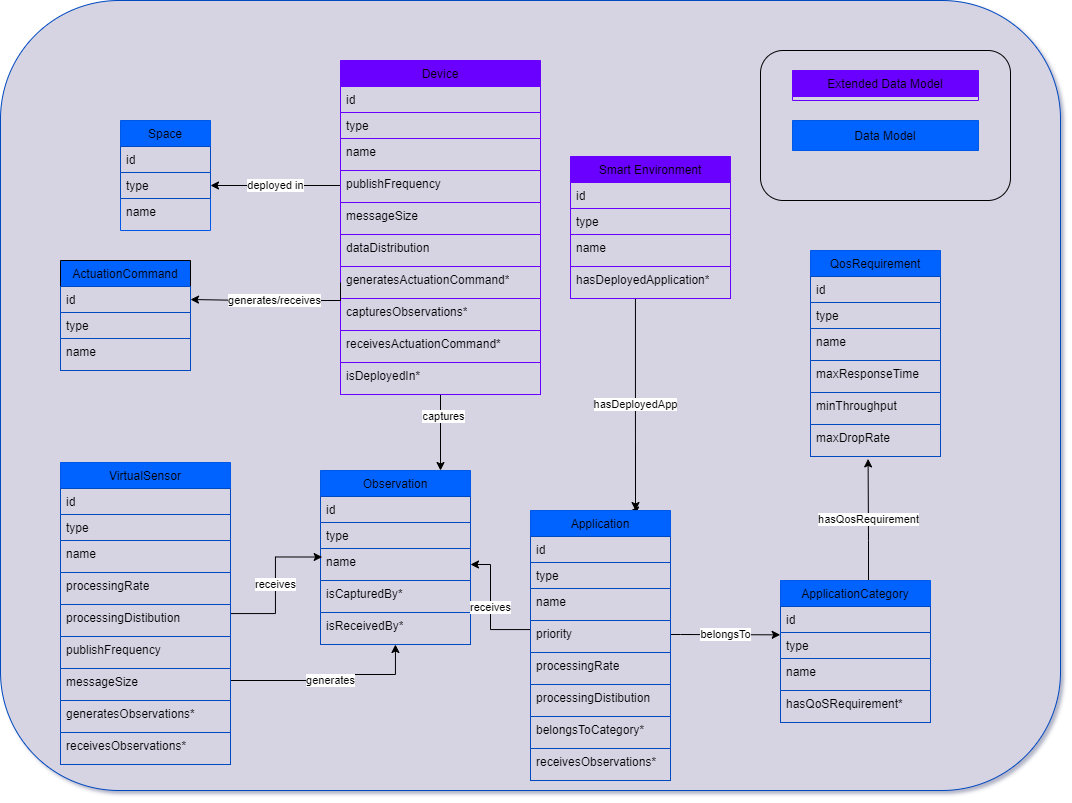 Device
id
type
name
publishFrequency
messageSize
dataDistribution
generatesActuationCommand*
capturesObservations*
receivesActuationCommand*
isDeployedIn*
Extended Data Model
Data Model
Space
id
type
name
deployed in
Smart Environment
id
type
name
hasDeployedApplication*
ActuationCommand
id
type
name
generates/receives
QosRequirement
id
type
name
maxResponseTime
minThroughput
maxDropRate
captures
hasDeployedApp
VirtualSensor
id
type
name
processingRate
processingDistibution
publishFrequency
messageSize
generatesObservations*
receivesObservations*
receives
generates
Observation
id
type
name
isCapturedBy*
isReceivedBy*
receives
Application
id
type
name
priority
processingRate
processingDistibution
belongsToCategory*
receivesObservations*
belongsTo
hasQosRequirement
ApplicationCategory
id
type
name
hasQoSRequirement*